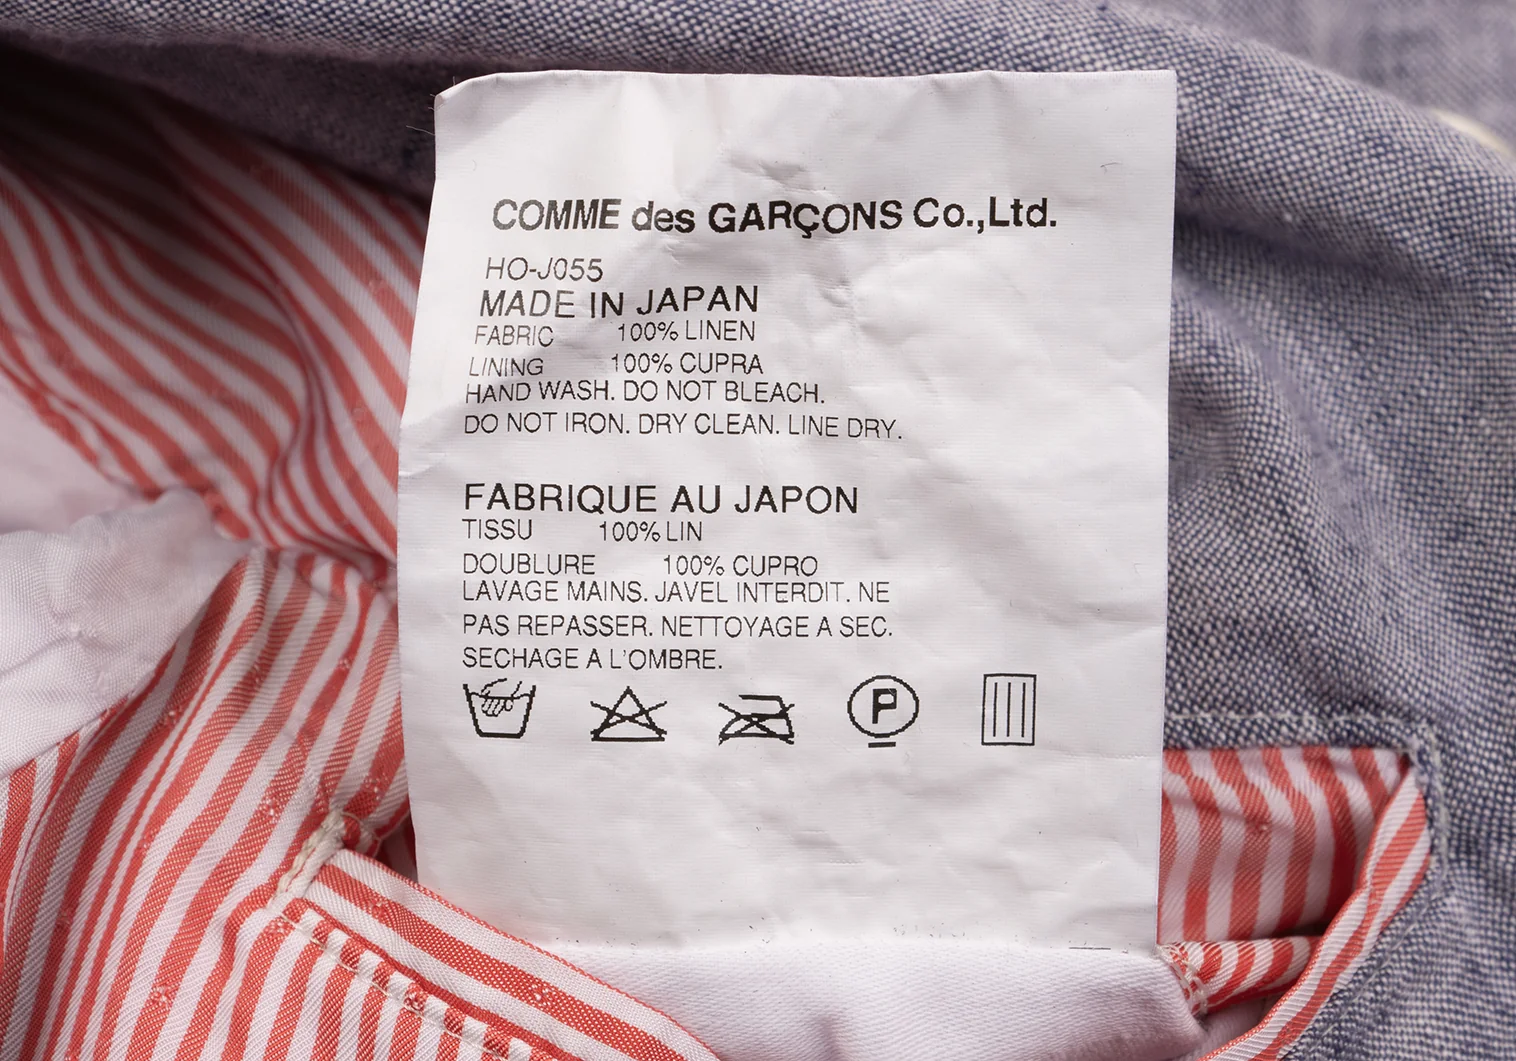 COMME des GARÇONS Co.,Ltd.
HO-J055
MADE IN JAPAN
FABRIC 100% LINEN
LINING 100% CUPRA
HAND WASH. DO NOT BLEACH.
DO NOT IRON. DRY CLEAN. LINE DRY.
FABRIQUE AU JAPON
TISSU 100% LIN
DOUBLURE 100% CUPRO
LAVAGE MAINS. JAVEL INTERDIT. NE
PAS REPASSER. NETTOYAGE A SEC.
SECHAGE A L'OMBRE.
P